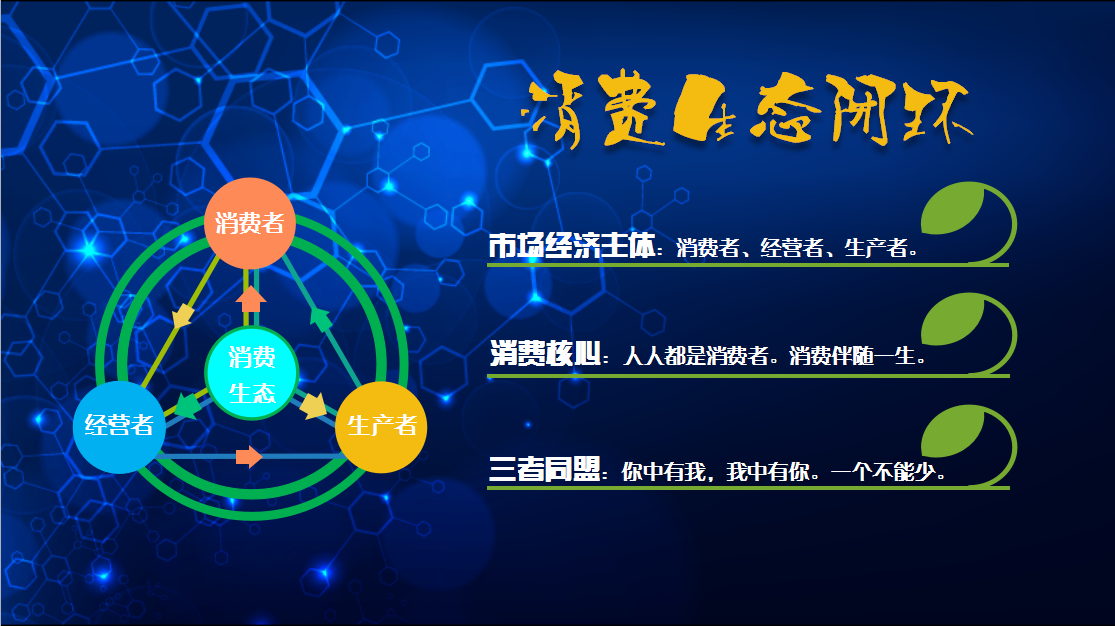 消费生态闭环
消费者
消费
生态
经营者
生产者
市场经济主体：消费者、经营者、生产者。
消费核心：人人都是消费者。消费伴随一生。
三者同盟：你中有我，我中有你。一个不能少。